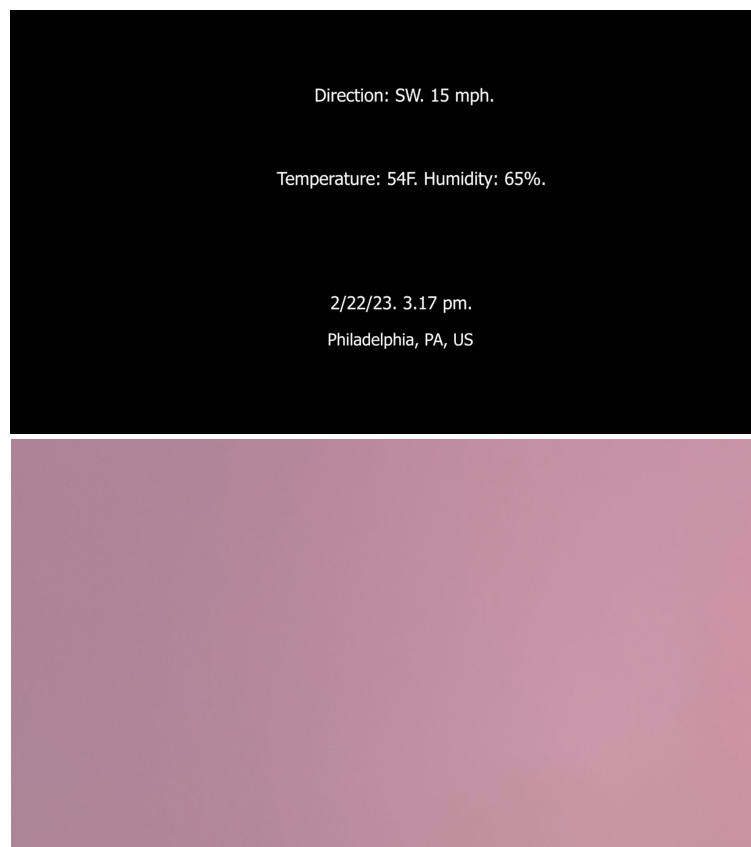 Direction: SW. 15 mph.
Temperature: 54F. Humidity: 65%.
2/22/23. 3.17 pm.
Philadelphia, PA, US